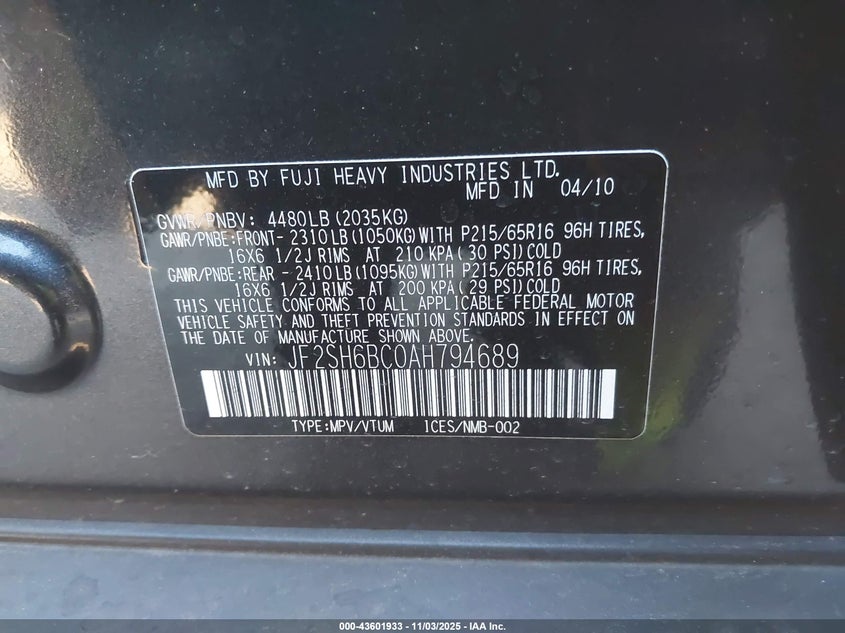 MFD BY FUJI HEAVY INDUSTRIES LTD.
MFD IN 04/10
GVWR/PNBV: 4480LB (2035KG)
GAWR/PNBE:FRONT- 2310LB (1050KG) WITH P215/65R16 96H TIRES,
16X6 1/2J RIMS AT 210 KPA ( 30 PSI) COLD
GAWR/PNBE:REAR - 2410LB (1095KG) WITH P215/65R16 96H TIRES,
16X6 1/2J RIMS AT 200 KPA ( 29 PSI) COLD
THIS VEHICLE CONFORMS TO ALL APPLICABLE FEDERAL MOTOR
VEHICLE SAFETY AND THEFT PREVENTION STANDARDS IN EFFECT ON
THE DATE OF MANUFACTURE SHOWN ABOVE.
VIN: JF2SH6BC0AH794689
TYPE:MPV/VTUM ICES/NMB-002
000-43601933 - 11/03/2025 - IAA Inc.